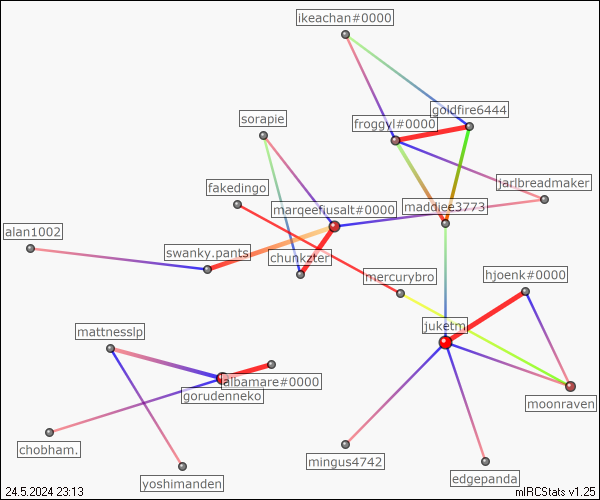 ikeachan#0000
goldfire6444
sorapie
froggyl#0000
fakedingo
jadlbreadmaker
marqeefiusalt#0000
maddiee3773
alan1002
swanky.pants
chunkzter
mercurybro
hjoenk#0000
mattnesslp
juketm
albamare#0000
gorudenneko
moonraven
chobham.
mingus4742
yoshimanden
edgepanda
24.5.2024 23:13
mIRCStats v1.25